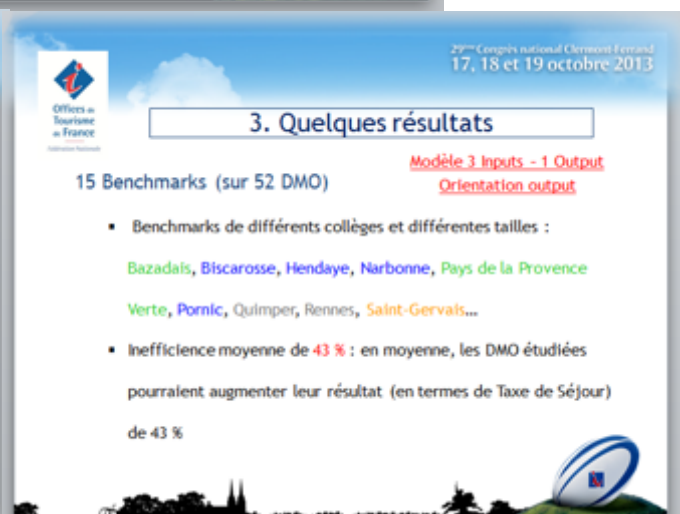 29ème Congrès national Clermont-Ferrand
17, 18 et 19 octobre 2013
Offices de
Tourisme
de France
Fédération Nationale
3. Quelques résultats
Modèle 3 Inputs - 1 Output
Orientation output
15 Benchmarks (sur 52 DMO)
▪ Benchmarks de différents collèges et différentes tailles :
Bazadais, Biscarosse, Hendaye, Narbonne, Pays de la Provence
Verte, Pornic, Quimper, Rennes, Saint-Gervais…
▪ Inefficience moyenne de 43 % : en moyenne, les DMO étudiées
pourraient augmenter leur résultat (en termes de Taxe de Séjour)
de 43 %